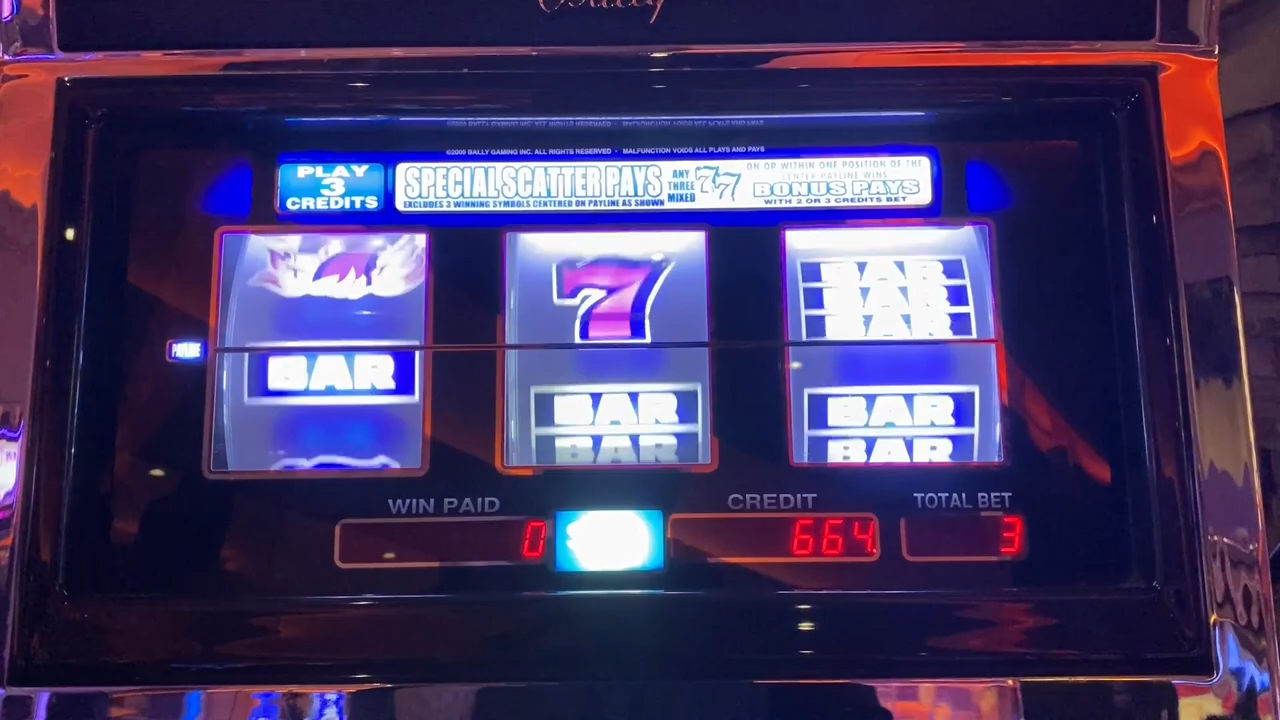 Bally
©2009 BALLY GAMING INC. ALL RIGHTS RESERVED • MALFUNCTION VOIDS ALL PLAYS AND PAYS
PLAY
3
CREDITS
SPECIAL SCATTER PAYS
EXCLUDES 3 WINNING SYMBOLS CENTERED ON PAYLINE AS SHOWN
ANY
THREE
MIXED
77
ON OR WITHIN ONE POSITION OF THE
CENTER PAYLINE WINS
BONUS PAYS
WITH 2 OR 3 CREDITS BET
7
BAR
BAR
BAR
PAYLINE
BAR
BAR
BAR
BAR
BAR
WIN PAID
0
CREDIT
664
TOTAL BET
3